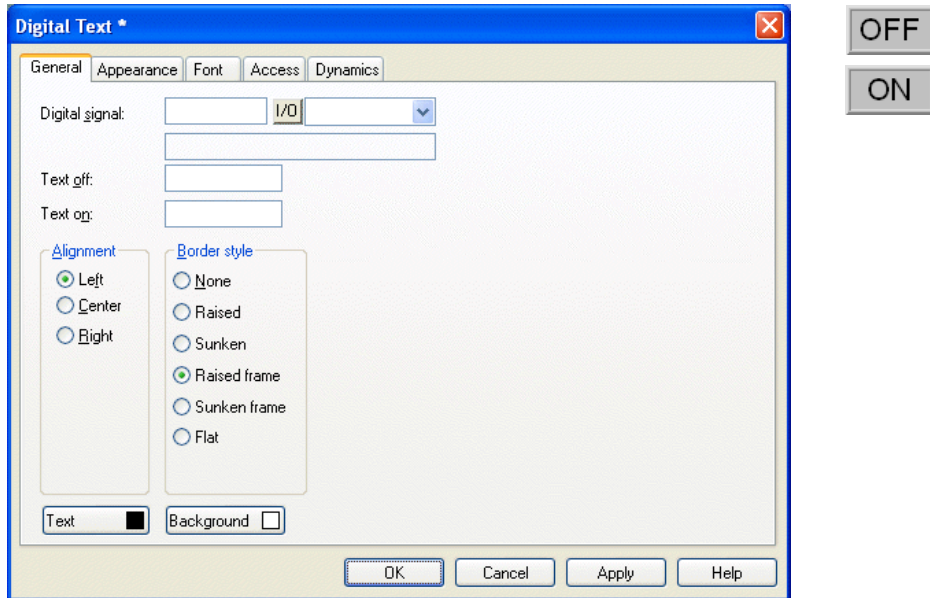 Digital Text *
General Appearance Font Access Dynamics
Digital signal: I/O
Text off:
Text on:
Alignment
Left
Center
Right
Border style
None
Raised
Sunken
Raised frame
Sunken frame
Flat
Text Background
OK Cancel Apply Help
OFF
ON